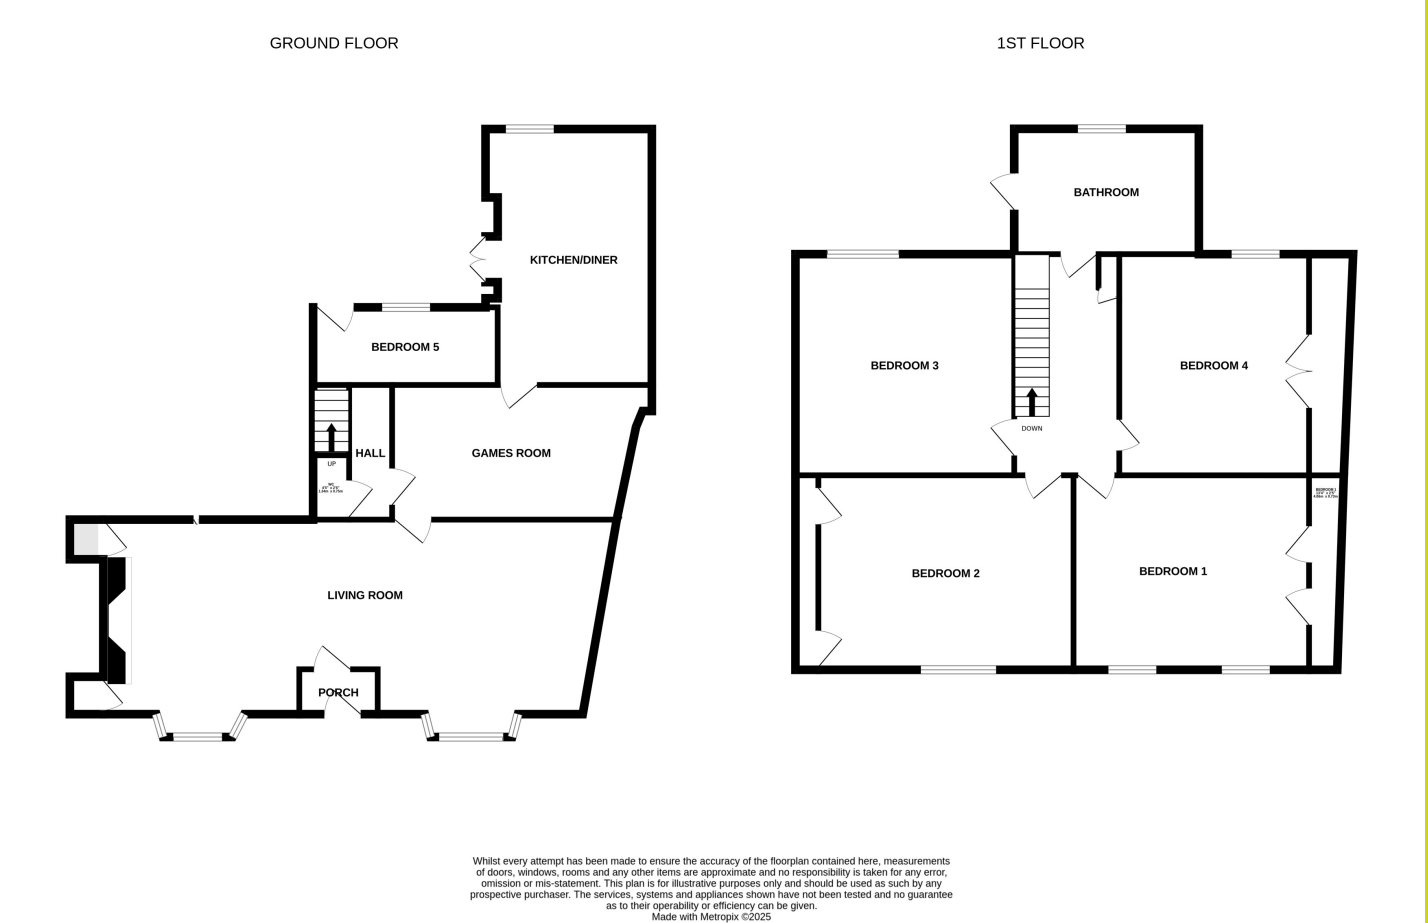 GROUND FLOOR
1ST FLOOR
BATHROOM
KITCHEN/DINER
BEDROOM 5
BEDROOM 3
BEDROOM 4
HALL
GAMES ROOM
UP
WC
DOWN
LIVING ROOM
PORCH
BEDROOM 2
BEDROOM 1
Whilst every attempt has been made to ensure the accuracy of the floorplan contained here, measurements
of doors, windows, rooms and any other items are approximate and no responsibility is taken for any error,
omission or mis-statement. This plan is for illustrative purposes only and should be used as such by any
prospective purchaser. The services, systems and appliances shown have not been tested and no guarantee
as to their operability or efficiency can be given.
Made with Metropix ©2025